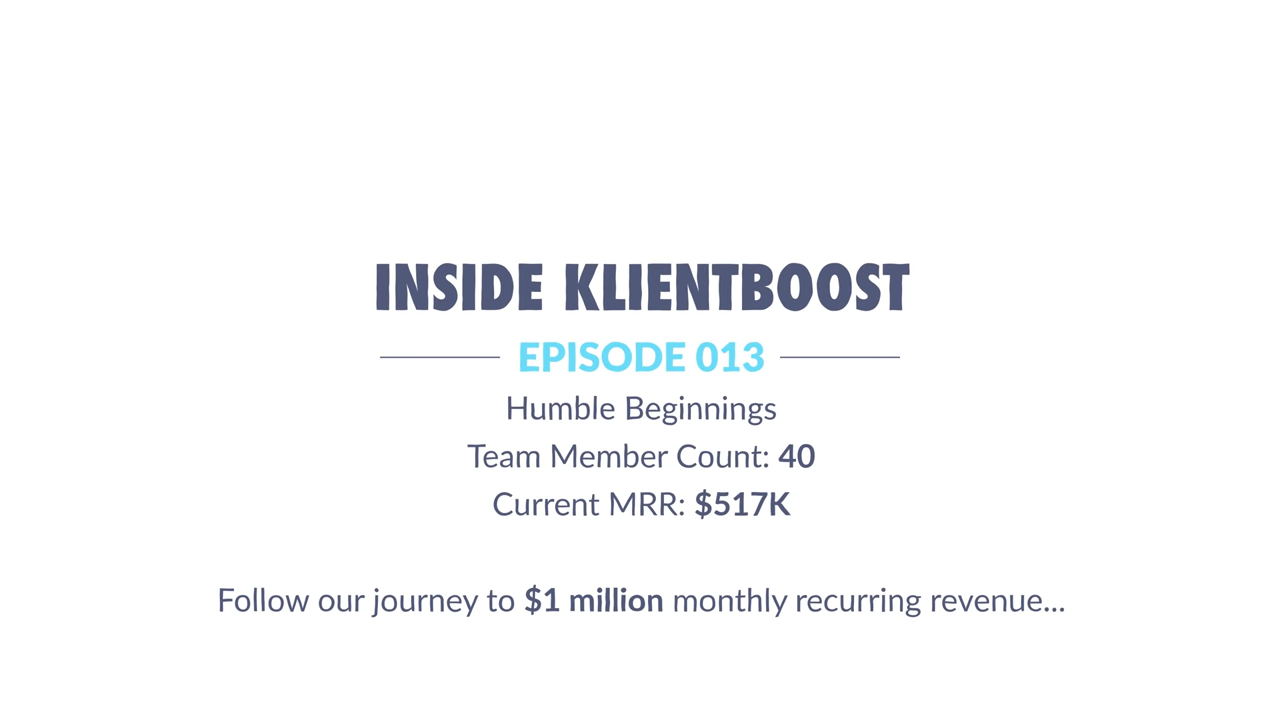 INSIDE KLIENTBOOST
EPISODE 013
Humble Beginnings
Team Member Count: 40
Current MRR: $517K
Follow our journey to $1 million monthly recurring revenue...